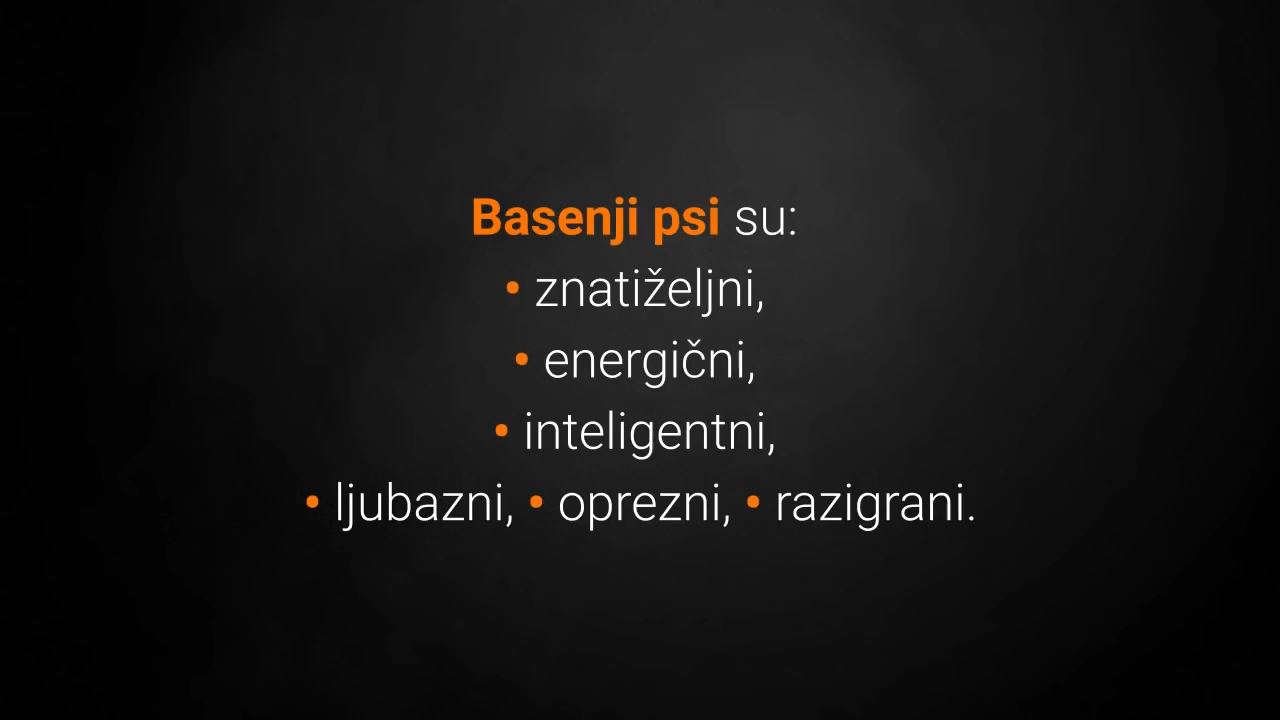 Basenji psi su:
• znatiželjni,
• energični,
• inteligentni,
• ljubazni, • oprezni, • razigrani.